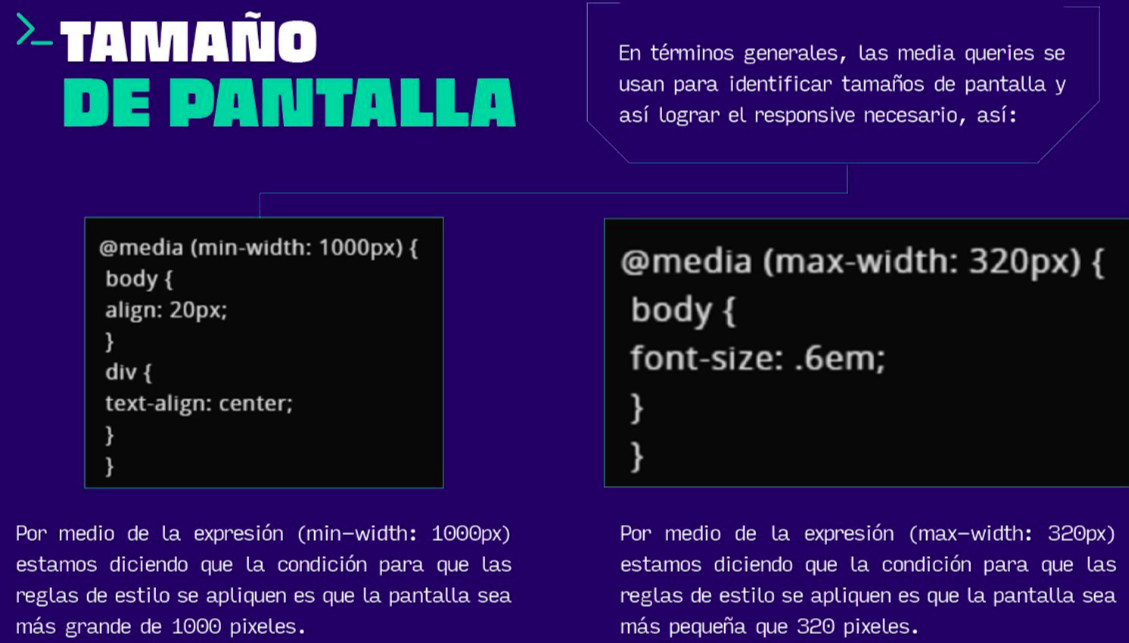 >_ TAMAÑO
DE PANTALLA
En términos generales, las media queries se
usan para identificar tamaños de pantalla y
así lograr el responsive necesario, así:
@media (min-width: 1000px) {
body {
align: 20px;
}
div {
text-align: center;
}
}
Por medio de la expresión (min-width: 1000px)
estamos diciendo que la condición para que las
reglas de estilo se apliquen es que la pantalla sea
más grande de 1000 pixeles.
@media (max-width: 320px) {
body {
font-size: .6em;
}
}
Por medio de la expresión (max-width: 320px)
estamos diciendo que la condición para que las
reglas de estilo se apliquen es que la pantalla sea
más pequeña que 320 pixeles.